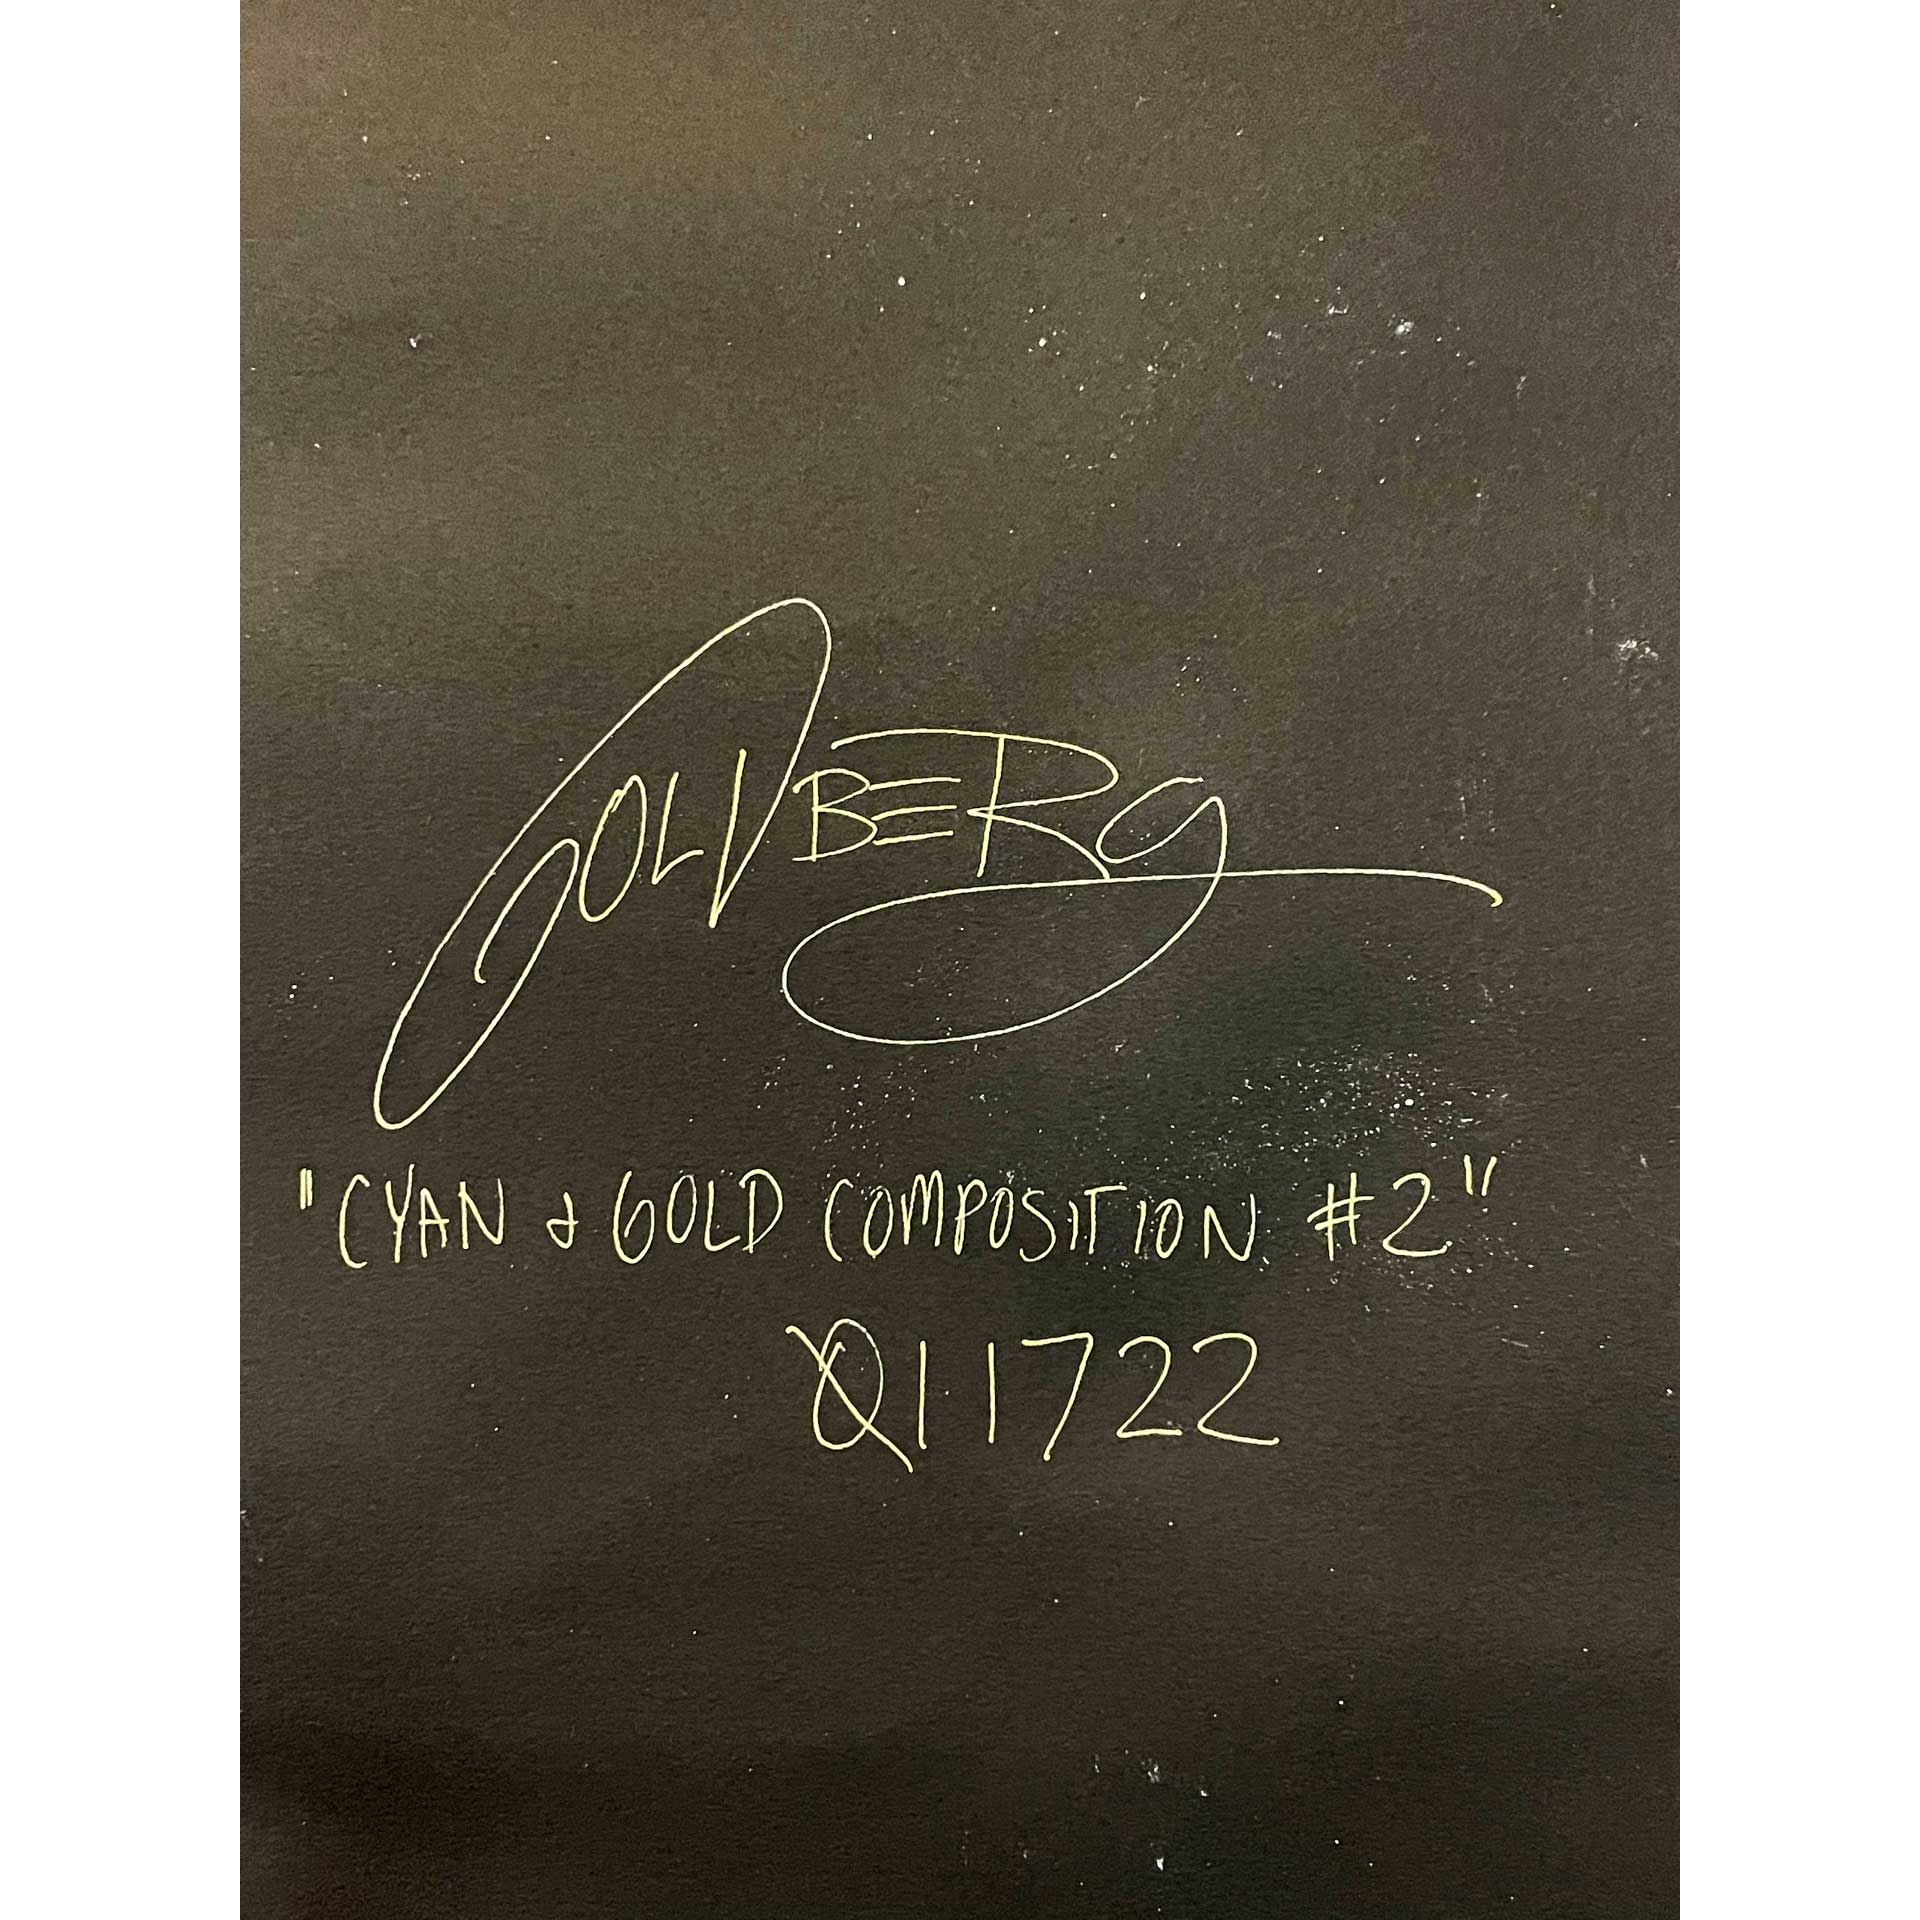 GOLDBERG
"CYAN & GOLD COMPOSITION #2"
011722